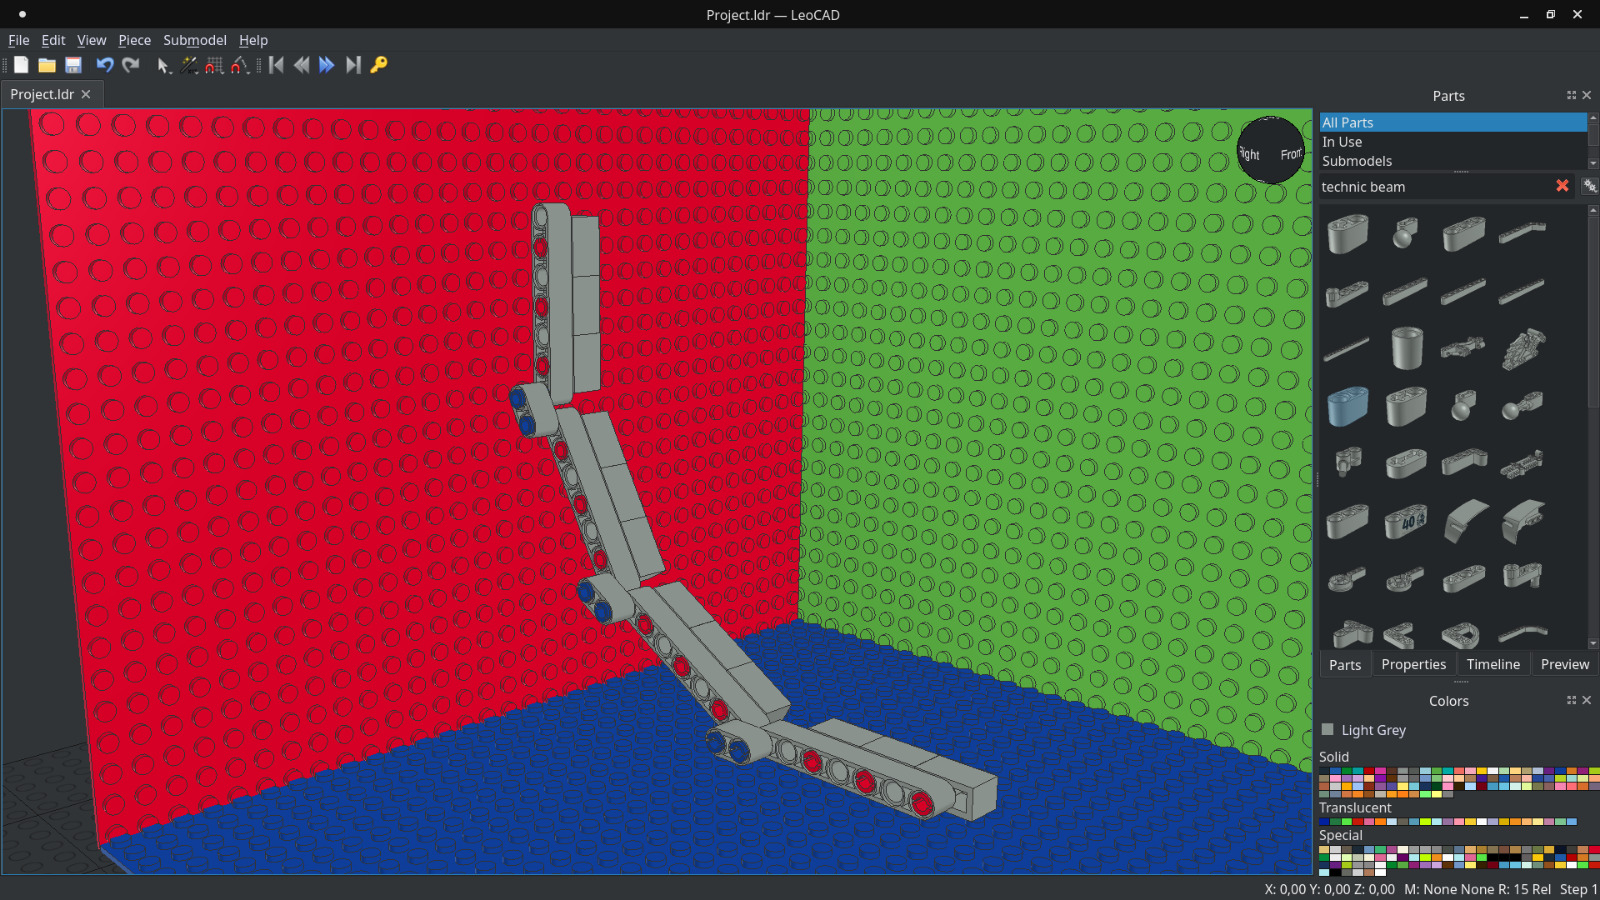 Project.ldr — LeoCAD
File Edit View Piece Submodel Help
Project.ldr
Parts
All Parts
In Use
Submodels
technic beam
40
Parts Properties Timeline Preview
Colors
Light Grey
Solid
Translucent
Special
X: 0,00 Y: 0,00 Z: 0,00 M: None None R: 15 Rel Step 1